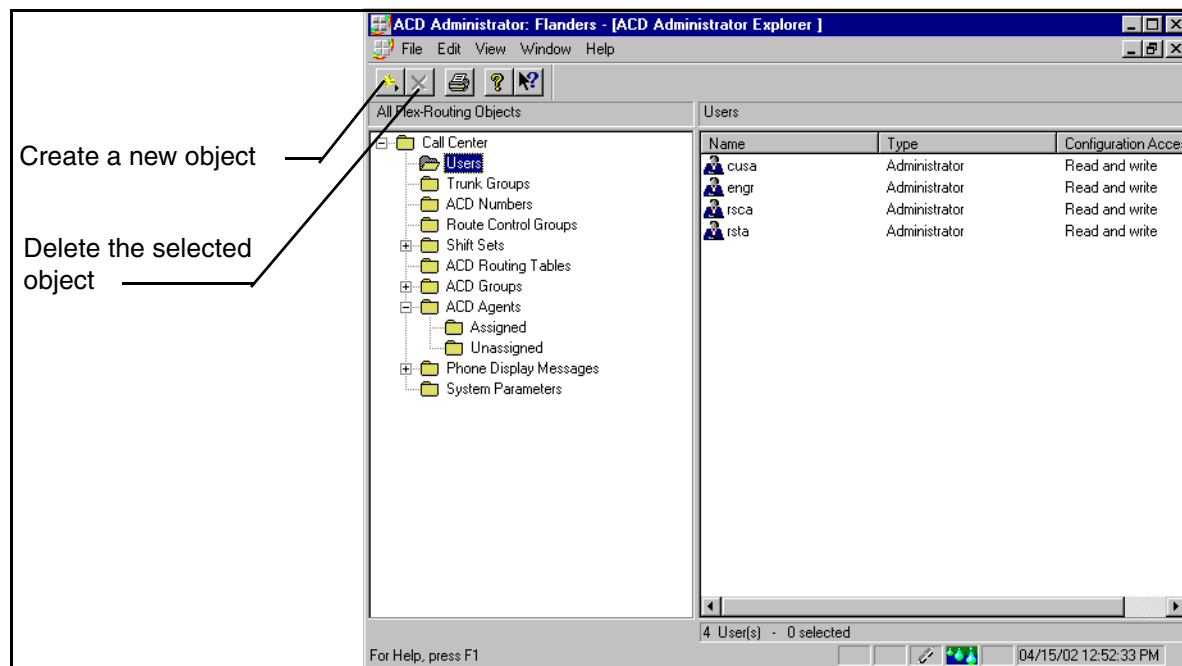 ACD Administrator: Flanders - [ACD Administrator Explorer ]
File Edit View Window Help
All Flex-Routing Objects
Users
Create a new object
Delete the selected
object
Call Center
Users
Trunk Groups
ACD Numbers
Route Control Groups
Shift Sets
ACD Routing Tables
ACD Groups
ACD Agents
Assigned
Unassigned
Phone Display Messages
System Parameters
Name Type Configuration Acce
cusa Administrator Read and write
engr Administrator Read and write
rsca Administrator Read and write
rsta Administrator Read and write
4 User(s) - 0 selected
For Help, press F1
04/15/02 12:52:33 PM